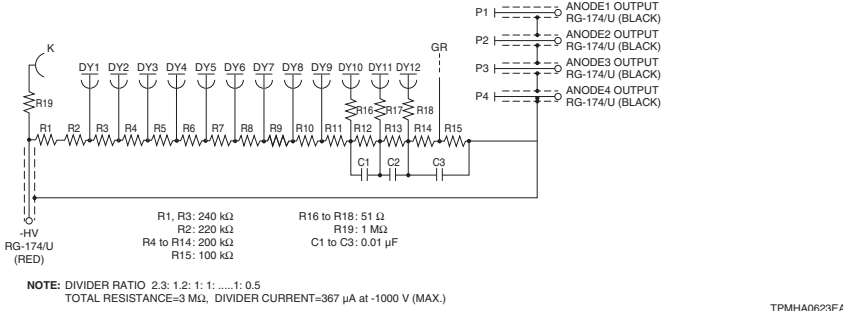 P1
ANODE1 OUTPUT
RG-174/U (BLACK)
P2
ANODE2 OUTPUT
RG-174/U (BLACK)
P3
ANODE3 OUTPUT
RG-174/U (BLACK)
P4
ANODE4 OUTPUT
RG-174/U (BLACK)
K
GR
DY1 DY2 DY3 DY4 DY5 DY6 DY7 DY8 DY9 DY10 DY11 DY12
R19
R16 R17 R18
R1 R2 R3 R4 R5 R6 R7 R8 R9 R10 R11 R12 R13 R14 R15
C1 C2 C3
-HV
RG-174/U
(RED)
R1, R3: 240 kΩ
R2: 220 kΩ
R4 to R14: 200 kΩ
R15: 100 kΩ
R16 to R18: 51 Ω
R19: 1 MΩ
C1 to C3: 0.01 µF
NOTE: DIVIDER RATIO 2.3: 1.2: 1: 1: .....1: 0.5
TOTAL RESISTANCE=3 MΩ, DIVIDER CURRENT=367 µA at -1000 V (MAX.)
TPMHA0623EA